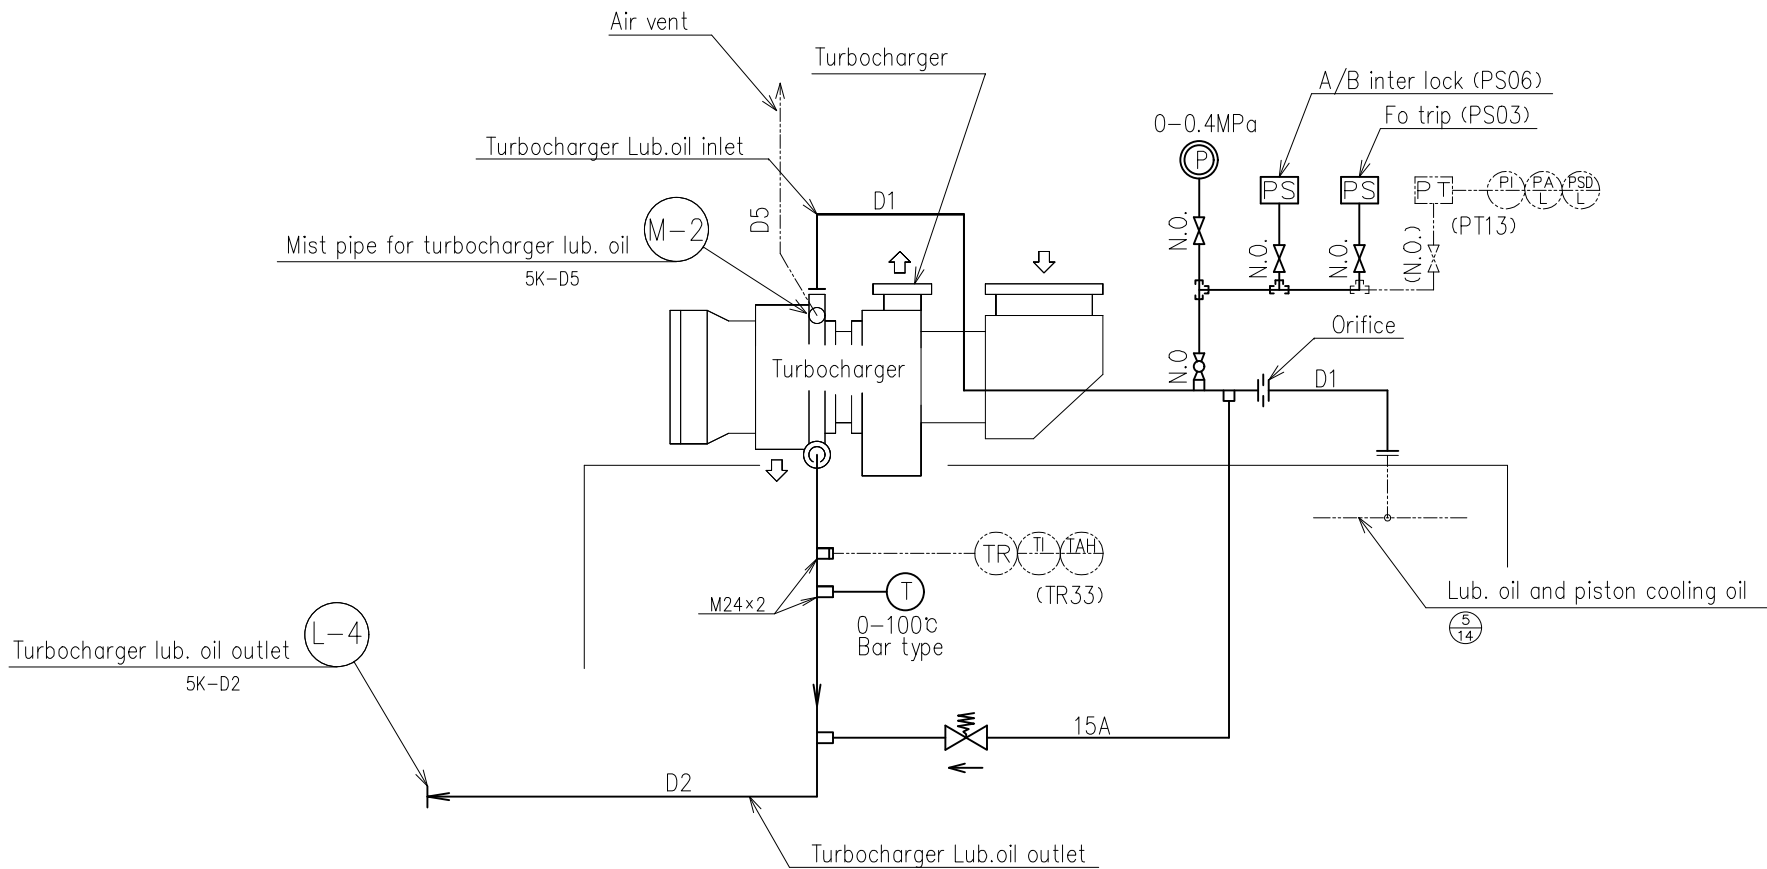 Air vent
Turbocharger
A/B inter lock (PS06)
Fo trip (PS03)
0-0.4MPa
Turbocharger Lub.oil inlet
P
PS
PS
PT
PI
PA
L
PSD
L
(PT13)
D1
D5
N.O.
N.O.
N.O.
(N.O.)
M-2
Mist pipe for turbocharger lub. oil
5K-D5
Orifice
N.O
Turbocharger
D1
TR
TI
TAH
(TR33)
M24×2
T
0-100℃
Bar type
Lub. oil and piston cooling oil
5
14
L-4
Turbocharger lub. oil outlet
5K-D2
15A
D2
Turbocharger Lub.oil outlet